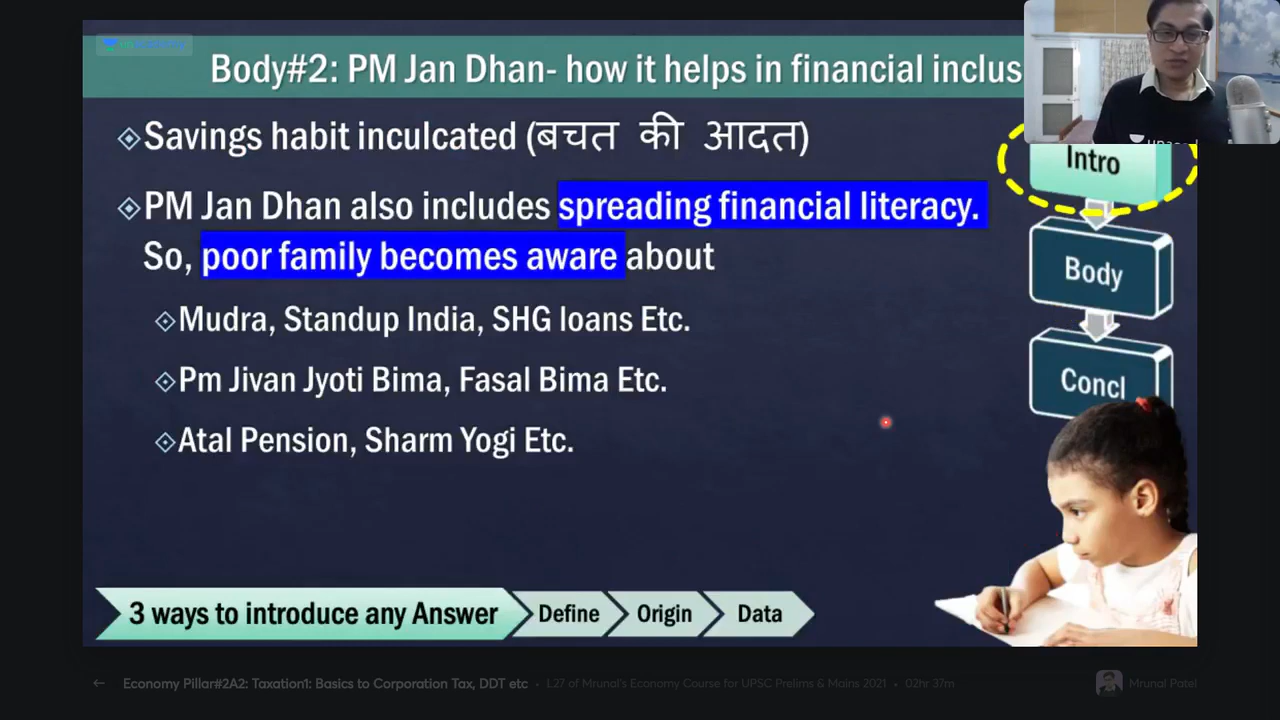 Body#2: PM Jan Dhan- how it helps in financial inclus
Savings habit inculcated (बचत की आदत)
PM Jan Dhan also includes spreading financial literacy.
So, poor family becomes aware about
Mudra, Standup India, SHG loans Etc.
Pm Jivan Jyoti Bima, Fasal Bima Etc.
Atal Pension, Sharm Yogi Etc.
Intro
Body
Concl
3 ways to introduce any Answer
Define
Origin
Data
Economy Pillar#2A2: Taxation1: Basics to Corporation Tax, DDT etc • L27 of Mrunal's Economy Course for UPSC Prelims & Mains 2021 • 02hr 37m
Mrunal Patel